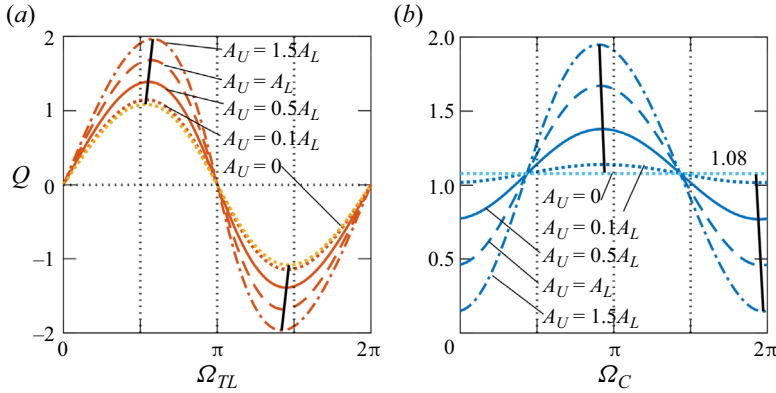 (a)
2
1
0
−1
−2
Q
A_U = 1.5A_L
A_U = A_L
A_U = 0.5A_L
A_U = 0.1A_L
A_U = 0
0
π
2π
Ω_TL
(b)
2.0
1.5
1.0
0.5
1.08
A_U = 0
A_U = 0.1A_L
A_U = 0.5A_L
A_U = A_L
A_U = 1.5A_L
0
π
2π
Ω_C